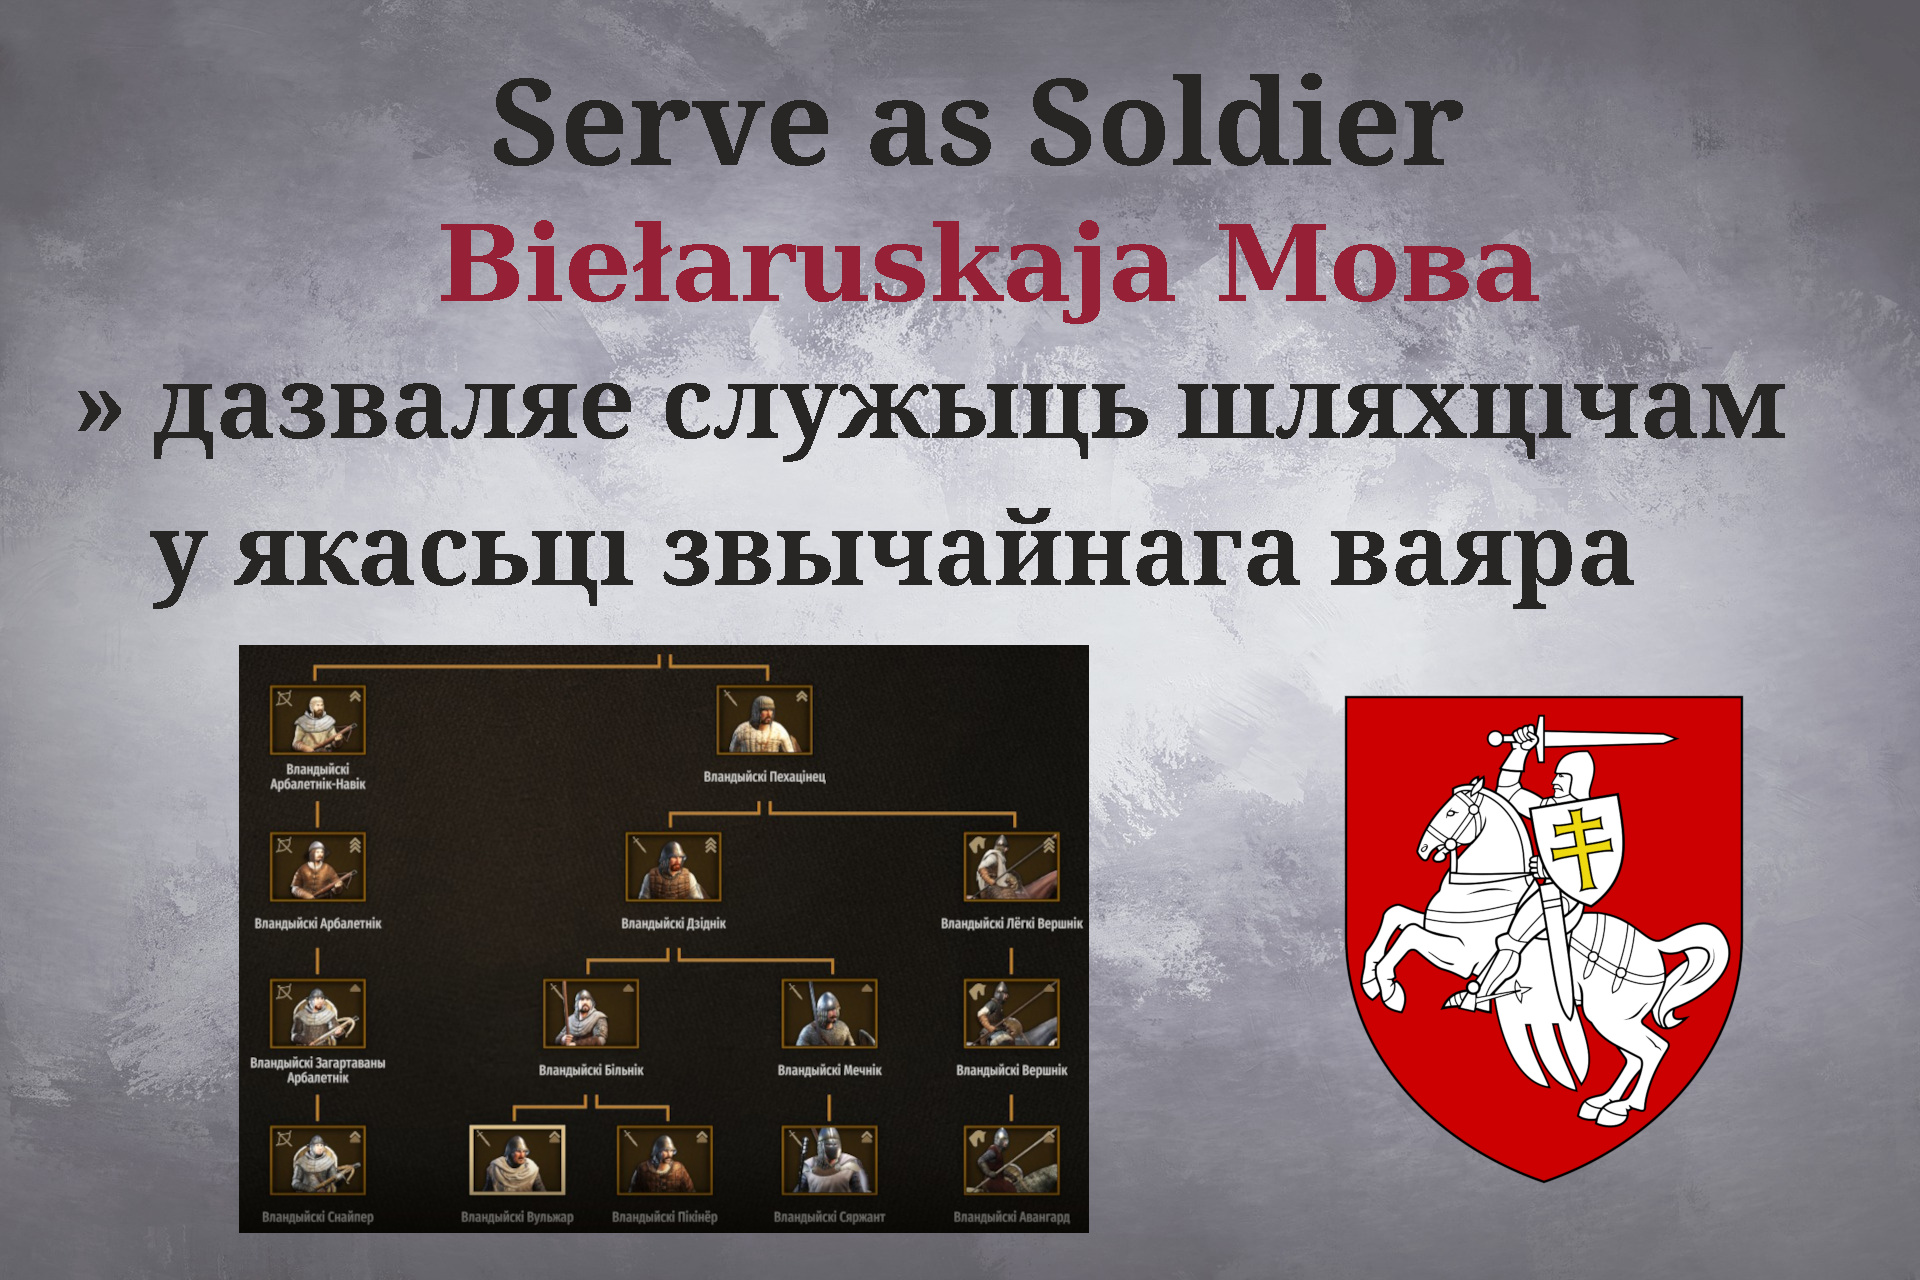 Serve as Soldier
Biełaruskaja Мова
» дазваляе служыць шляхцıчам
у якасьцı звычайнага ваяра
Вландыйскі
Арбалетнік-Навік
Вландыйскі Пехацінец
Вландыйскі Арбалетнік
Вландыйскі Дзіднік
Вландыйскі Лёгкі Вершнік
Вландыйскі Загартаваны
Арбалетнік
Вландыйскі Більнік
Вландыйскі Мечнік
Вландыйскі Вершнік
Вландыйскі Снайпер
Вландыйскі Вульжар
Вландыйскі Пікінёр
Вландыйскі Сяржант
Вландыйскі Авангард